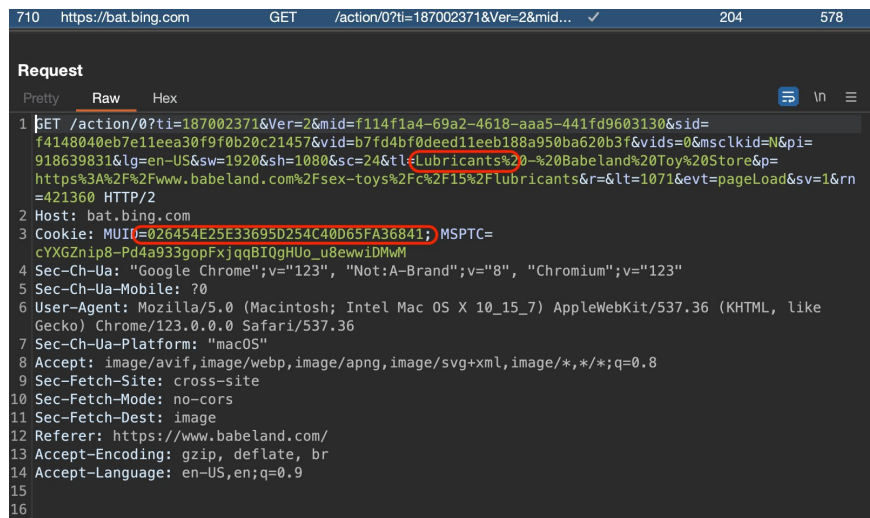 710 https://bat.bing.com GET /action/0?ti=187002371&Ver=2&mid... ✓ 204 578
Request
Pretty Raw Hex
\n
1 GET /action/0?ti=187002371&Ver=2&mid=f114f1a4-69a2-4618-aaa5-441fd9603130&sid=
f4148040eb7e11eea30f9f0b20c21457&vid=b7fd4bf0deed11eeb188a950ba620b3f&vids=0&msclkid=N&pi=
918639831&lg=en-US&sw=1920&sh=1080&sc=24&tl=Lubricants%20-%20Babeland%20Toy%20Store&p=
https%3A%2F%2Fwww.babeland.com%2Fsex-toys%2Fc%2F15%2Flubricants&r=&lt=1071&evt=pageLoad&sv=1&rn
=421360 HTTP/2
2 Host: bat.bing.com
3 Cookie: MUID=026454E25E33695D254C40D65FA36841; MSPTC=
cYXGZnip8-Pd4a933gopFxjqqBIQgHUo_u8ewwiDMwM
4 Sec-Ch-Ua: "Google Chrome";v="123", "Not:A-Brand";v="8", "Chromium";v="123"
5 Sec-Ch-Ua-Mobile: ?0
6 User-Agent: Mozilla/5.0 (Macintosh; Intel Mac OS X 10_15_7) AppleWebKit/537.36 (KHTML, like
Gecko) Chrome/123.0.0.0 Safari/537.36
7 Sec-Ch-Ua-Platform: "macOS"
8 Accept: image/avif,image/webp,image/apng,image/svg+xml,image/*,*/*;q=0.8
9 Sec-Fetch-Site: cross-site
10 Sec-Fetch-Mode: no-cors
11 Sec-Fetch-Dest: image
12 Referer: https://www.babeland.com/
13 Accept-Encoding: gzip, deflate, br
14 Accept-Language: en-US,en;q=0.9
15
16